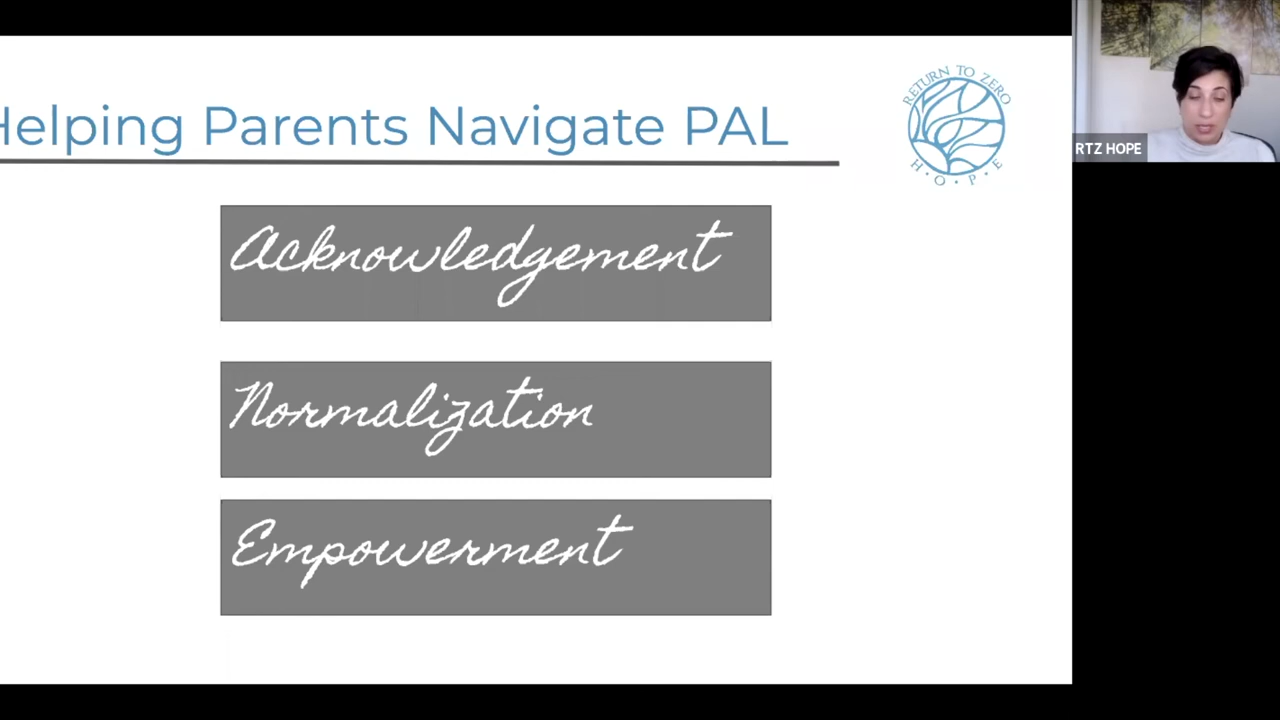 Helping Parents Navigate PAL
RETURN TO ZERO
H·O·P·E
RTZ HOPE
Acknowledgement
Normalization
Empowerment